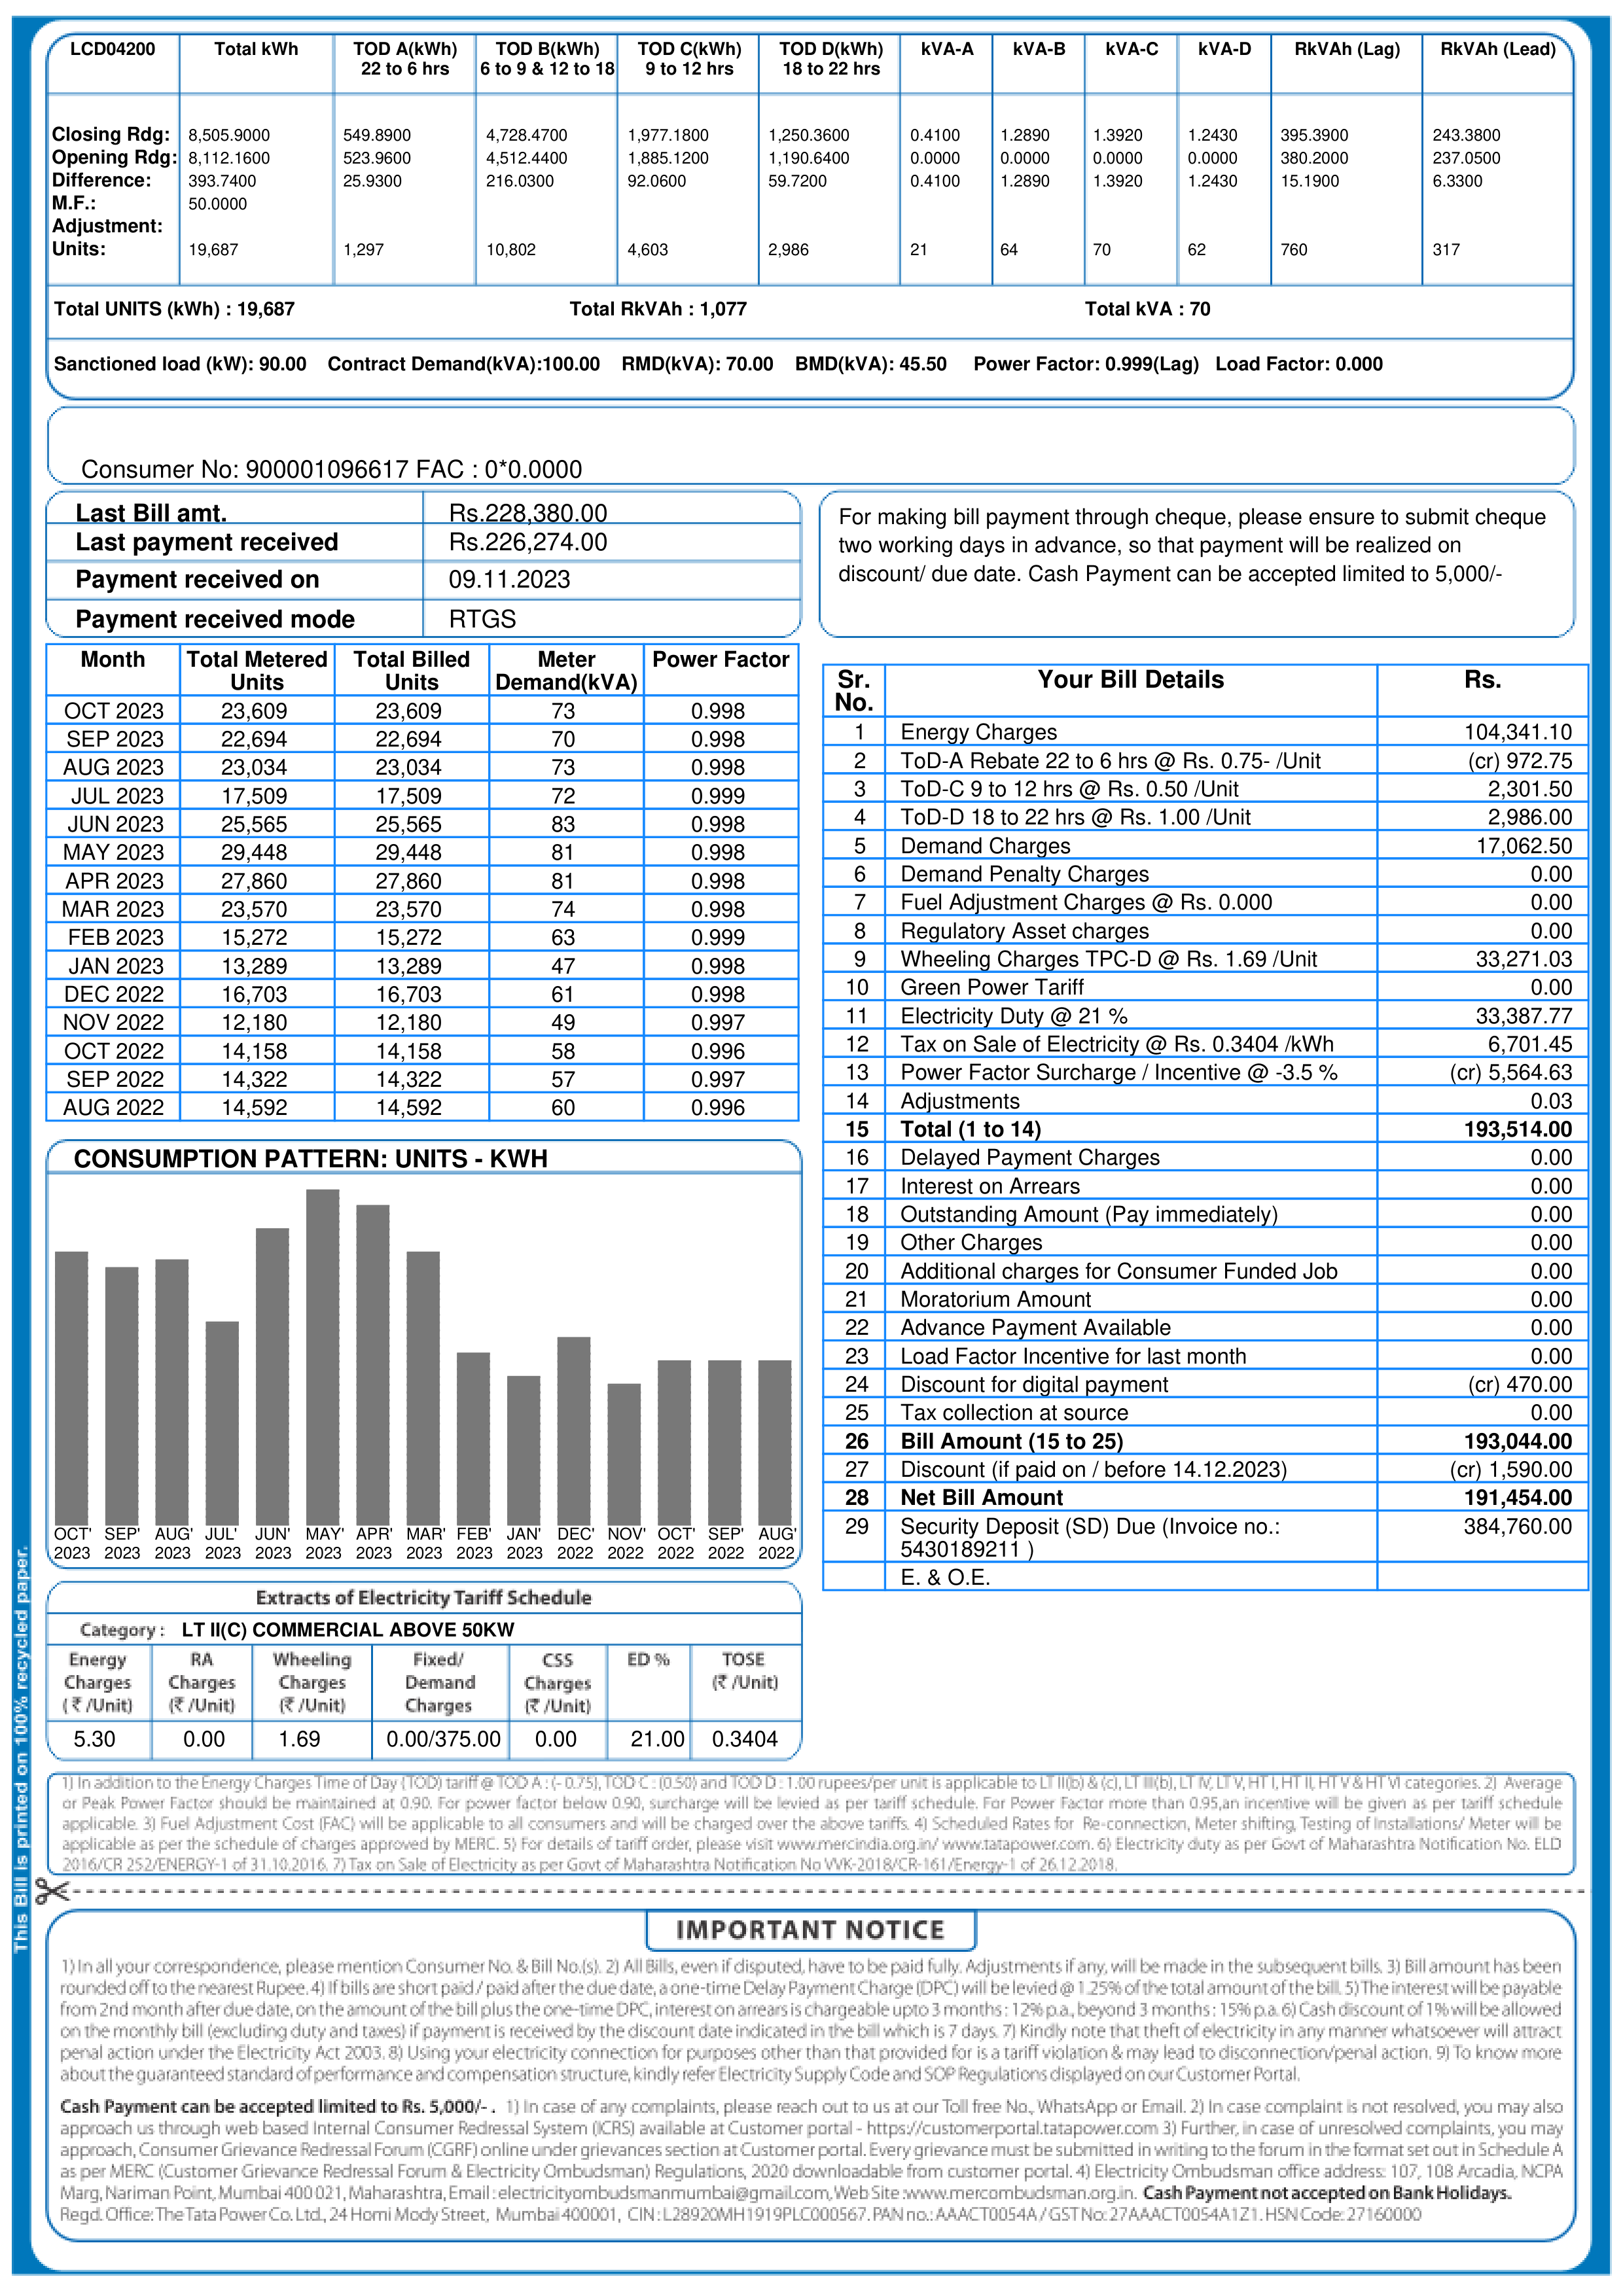 LCD04200 Total kWh TOD A(kWh) TOD B(kWh) TOD C(kWh) TOD D(kWh) kVA-A kVA-B kVA-C kVA-D RkVAh (Lag) RkVAh (Lead)
22 to 6 hrs 6 to 9 & 12 to 18 9 to 12 hrs 18 to 22 hrs
Closing Rdg: 8,505.9000 549.8900 4,728.4700 1,977.1800 1,250.3600 0.4100 1.2890 1.3920 1.2430 395.3900 243.3800
Opening Rdg: 8,112.1600 523.9600 4,512.4400 1,885.1200 1,190.6400 0.0000 0.0000 0.0000 0.0000 380.2000 237.0500
Difference: 393.7400 25.9300 216.0300 92.0600 59.7200 0.4100 1.2890 1.3920 1.2430 15.1900 6.3300
M.F.: 50.0000
Adjustment:
Units: 19,687 1,297 10,802 4,603 2,986 21 64 70 62 760 317
Total UNITS (kWh) : 19,687 Total RkVAh : 1,077 Total kVA : 70
Sanctioned load (kW): 90.00 Contract Demand(kVA):100.00 RMD(kVA): 70.00 BMD(kVA): 45.50 Power Factor: 0.999(Lag) Load Factor: 0.000
Consumer No: 900001096617 FAC : 0*0.0000
Last Bill amt. Rs.228,380.00
Last payment received Rs.226,274.00
Payment received on 09.11.2023
Payment received mode RTGS
For making bill payment through cheque, please ensure to submit cheque
two working days in advance, so that payment will be realized on
discount/ due date. Cash Payment can be accepted limited to 5,000/-
Month Total Metered Total Billed Meter Power Factor
Units Units Demand(kVA)
OCT 2023 23,609 23,609 73 0.998
SEP 2023 22,694 22,694 70 0.998
AUG 2023 23,034 23,034 73 0.998
JUL 2023 17,509 17,509 72 0.999
JUN 2023 25,565 25,565 83 0.998
MAY 2023 29,448 29,448 81 0.998
APR 2023 27,860 27,860 81 0.998
MAR 2023 23,570 23,570 74 0.998
FEB 2023 15,272 15,272 63 0.999
JAN 2023 13,289 13,289 47 0.998
DEC 2022 16,703 16,703 61 0.998
NOV 2022 12,180 12,180 49 0.997
OCT 2022 14,158 14,158 58 0.996
SEP 2022 14,322 14,322 57 0.997
AUG 2022 14,592 14,592 60 0.996
CONSUMPTION PATTERN: UNITS - KWH
OCT' SEP' AUG' JUL' JUN' MAY' APR' MAR' FEB' JAN' DEC' NOV' OCT' SEP' AUG'
2023 2023 2023 2023 2023 2023 2023 2023 2023 2023 2022 2022 2022 2022 2022
Extracts of Electricity Tariff Schedule
Category : LT II(C) COMMERCIAL ABOVE 50KW
Energy RA Wheeling Fixed/ CSS ED % TOSE
Charges Charges Charges Demand Charges (₹ /Unit)
(₹ /Unit) (₹ /Unit) (₹ /Unit) Charges (₹ /Unit)
5.30 0.00 1.69 0.00/375.00 0.00 21.00 0.3404
Sr. Your Bill Details Rs.
No.
1 Energy Charges 104,341.10
2 ToD-A Rebate 22 to 6 hrs @ Rs. 0.75- /Unit (cr) 972.75
3 ToD-C 9 to 12 hrs @ Rs. 0.50 /Unit 2,301.50
4 ToD-D 18 to 22 hrs @ Rs. 1.00 /Unit 2,986.00
5 Demand Charges 17,062.50
6 Demand Penalty Charges 0.00
7 Fuel Adjustment Charges @ Rs. 0.000 0.00
8 Regulatory Asset charges 0.00
9 Wheeling Charges TPC-D @ Rs. 1.69 /Unit 33,271.03
10 Green Power Tariff 0.00
11 Electricity Duty @ 21 % 33,387.77
12 Tax on Sale of Electricity @ Rs. 0.3404 /kWh 6,701.45
13 Power Factor Surcharge / Incentive @ -3.5 % (cr) 5,564.63
14 Adjustments 0.03
15 Total (1 to 14) 193,514.00
16 Delayed Payment Charges 0.00
17 Interest on Arrears 0.00
18 Outstanding Amount (Pay immediately) 0.00
19 Other Charges 0.00
20 Additional charges for Consumer Funded Job 0.00
21 Moratorium Amount 0.00
22 Advance Payment Available 0.00
23 Load Factor Incentive for last month 0.00
24 Discount for digital payment (cr) 470.00
25 Tax collection at source 0.00
26 Bill Amount (15 to 25) 193,044.00
27 Discount (if paid on / before 14.12.2023) (cr) 1,590.00
28 Net Bill Amount 191,454.00
29 Security Deposit (SD) Due (Invoice no.: 384,760.00
5430189211 )
E. & O.E.
1) In addition to the Energy Charges Time of Day (TOD) tariff @ TOD A : (- 0.75), TOD C : (0.50) and TOD D : 1.00 rupees/per unit is applicable to LT II(b) & (c), LT III(b), LT IV, LT V, HT I, HT II, HT V & HT VI categories. 2) Average
or Peak Power Factor should be maintained at 0.90. For power factor below 0.90, surcharge will be levied as per tariff schedule. For Power Factor more than 0.95,an incentive will be given as per tariff schedule
applicable. 3) Fuel Adjustment Cost (FAC) will be applicable to all consumers and will be charged over the above tariffs. 4) Scheduled Rates for Re-connection, Meter shifting, Testing of Installations/ Meter will be
applicable as per the schedule of charges approved by MERC. 5) For details of tariff order, please visit www.mercindia.org.in/ www.tatapower.com. 6) Electricity duty as per Govt of Maharashtra Notification No. ELD
2016/CR 252/ENERGY-1 of 31.10.2016. 7) Tax on Sale of Electricity as per Govt of Maharashtra Notification No VVK-2018/CR-161/Energy-1 of 26.12.2018.
This Bill is printed on 100% recycled paper.
IMPORTANT NOTICE
1) In all your correspondence, please mention Consumer No. & Bill No.(s). 2) All Bills, even if disputed, have to be paid fully. Adjustments if any, will be made in the subsequent bills. 3) Bill amount has been
rounded off to the nearest Rupee. 4) If bills are short paid / paid after the due date, a one-time Delay Payment Charge (DPC) will be levied @ 1.25% of the total amount of the bill. 5) The interest will be payable
from 2nd month after due date, on the amount of the bill plus the one-time DPC, interest on arrears is chargeable upto 3 months : 12% p.a., beyond 3 months : 15% p.a. 6) Cash discount of 1% will be allowed
on the monthly bill (excluding duty and taxes) if payment is received by the discount date indicated in the bill which is 7 days. 7) Kindly note that theft of electricity in any manner whatsoever will attract
penal action under the Electricity Act 2003. 8) Using your electricity connection for purposes other than that provided for is a tariff violation & may lead to disconnection/penal action. 9) To know more
about the guaranteed standard of performance and compensation structure, kindly refer Electricity Supply Code and SOP Regulations displayed on our Customer Portal.
Cash Payment can be accepted limited to Rs. 5,000/- . 1) In case of any complaints, please reach out to us at our Toll free No., WhatsApp or Email. 2) In case complaint is not resolved, you may also
approach us through web based Internal Consumer Redressal System (ICRS) available at Customer portal - https://customerportal.tatapower.com 3) Further, in case of unresolved complaints, you may
approach, Consumer Grievance Redressal Forum (CGRF) online under grievances section at Customer portal. Every grievance must be submitted in writing to the forum in the format set out in Schedule A
as per MERC (Customer Grievance Redressal Forum & Electricity Ombudsman) Regulations, 2020 downloadable from customer portal. 4) Electricity Ombudsman office address: 107, 108 Arcadia, NCPA
Marg, Nariman Point, Mumbai 400 021, Maharashtra, Email : electricityombudsmanmumbai@gmail.com, Web Site :www.mercombudsman.org.in. Cash Payment not accepted on Bank Holidays.
Regd. Office: The Tata Power Co. Ltd., 24 Homi Mody Street, Mumbai 400001, CIN : L28920MH1919PLC000567. PAN no.: AAACT0054A / GST No: 27AAACT0054A1Z1. HSN Code: 27160000